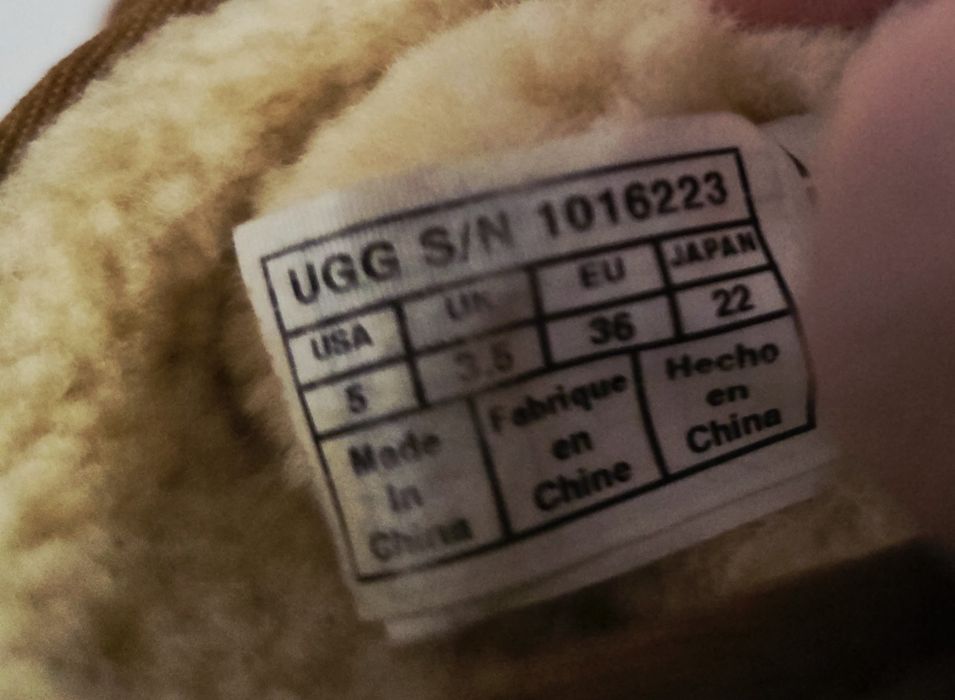 UGG S/N 1016223
USA UK EU JAPAN
5 3.5 36 22
Made in China
Fabrique en Chine
Hecho en China